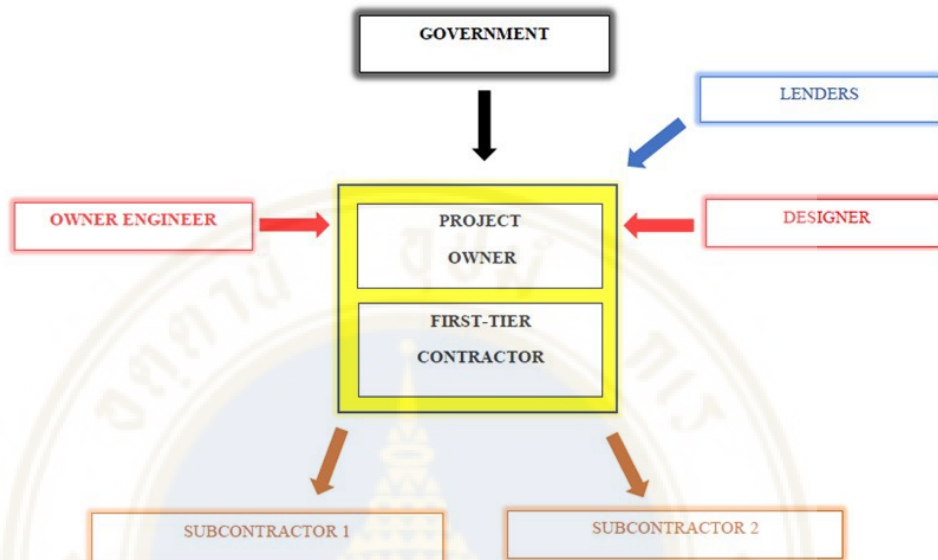 GOVERNMENT
LENDERS
OWNER ENGINEER
PROJECT
OWNER
DESIGNER
FIRST-TIER
CONTRACTOR
SUBCONTRACTOR 1
SUBCONTRACTOR 2